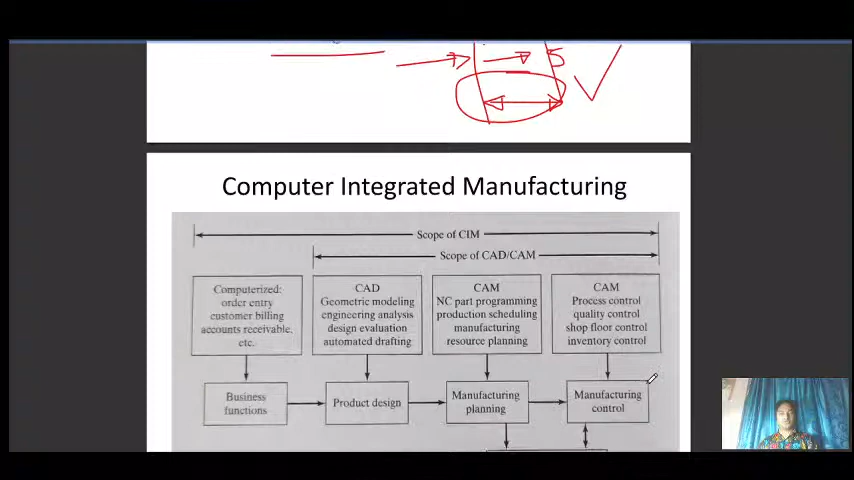 5
Computer Integrated Manufacturing
Scope of CIM
Scope of CAD/CAM
Computerized:
order entry
customer billing
accounts receivable,
etc.
CAD
Geometric modeling
engineering analysis
design evaluation
automated drafting
CAM
NC part programming
production scheduling
manufacturing
resource planning
CAM
Process control
quality control
shop floor control
inventory control
Business
functions
Product design
Manufacturing
planning
Manufacturing
control